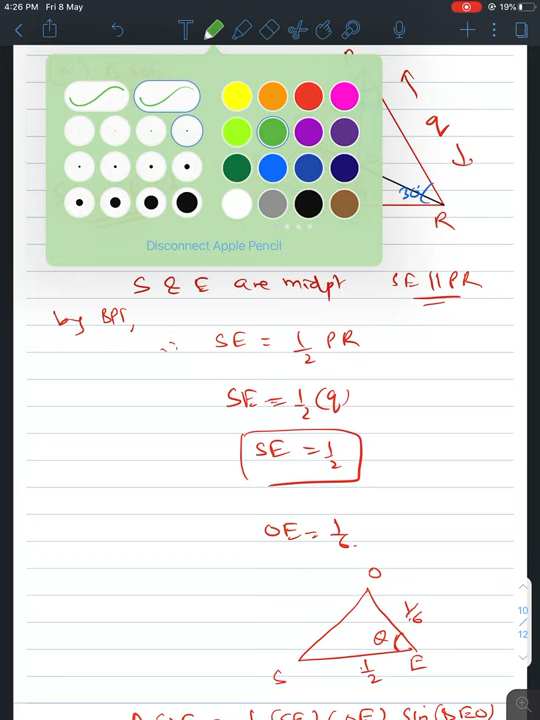 4:26 PM Fri 8 May
19%
T
q
30°
R
Disconnect Apple Pencil
S & E are midpt SE || PR
by BPT,
∴ SE = 1/2 PR
SE = 1/2 (q)
SE = 1/2
OE = 1/6.
O
1/6
θ
S
1/2
E
10
12